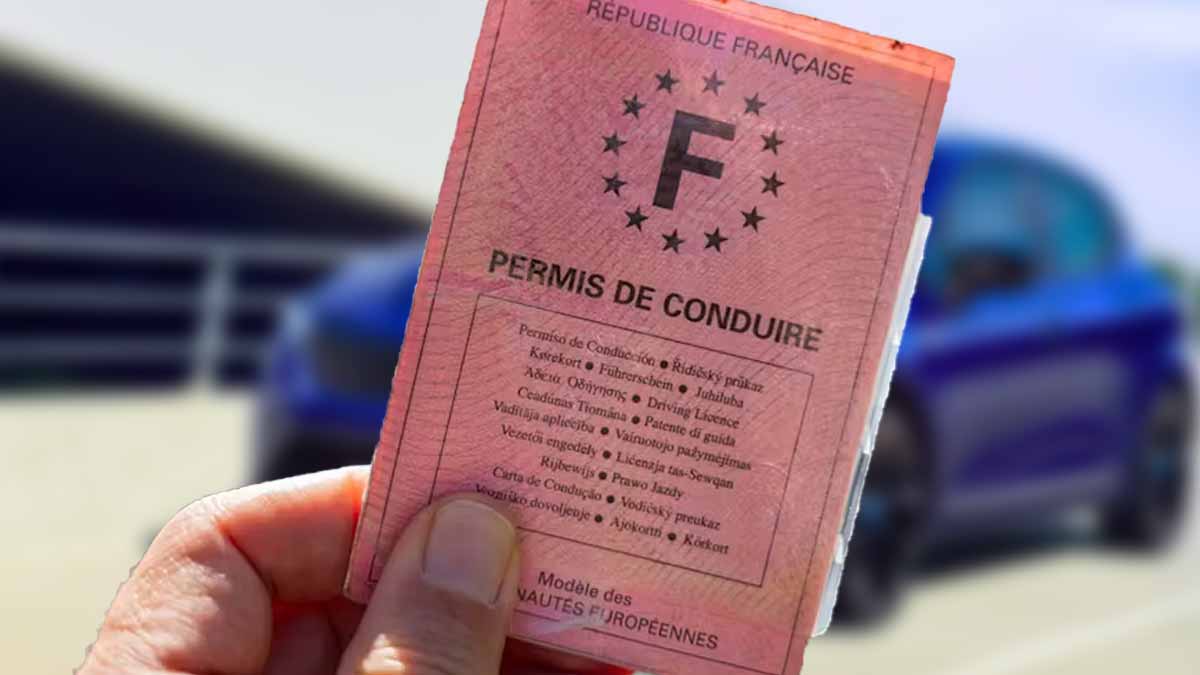 RÉPUBLIQUE FRANÇAISE
F
PERMIS DE CONDUIRE
Permiso de Conducción ● Řidičský průkaz
Kørekort ● Führerschein ● Juhiluba
Αδεια Οδήγησης ● Driving Licence
Ceadúnas Tiomána ● Patente di guida
Vadītāja apliecība ● Vairuotojo pažymėjimas
Vezetői engedély ● Liċenzja tas-Sewqan
Rijbewijs ● Prawo Jazdy
Carta de Condução ● Vodičský preukaz
Vozniško dovoljenje ● Ajokortti ● Körkort
Modèle des
NAUTÉS EUROPÉENNES